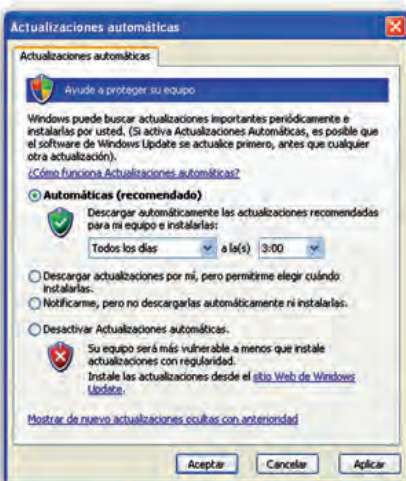 Actualizaciones automáticas
Actualizaciones automáticas
Ayude a proteger su equipo
Windows puede buscar actualizaciones importantes periódicamente e
instalarlas por usted. (Si activa Actualizaciones Automáticas, es posible que
el software de Windows Update se actualice primero, antes que cualquier
otra actualización).
¿Cómo funciona Actualizaciones automáticas?
Automáticas (recomendado)
Descargar automáticamente las actualizaciones recomendadas
para mi equipo e instalarlas:
Todos los días a la(s) 3:00
Descargar actualizaciones por mí, pero permitirme elegir cuándo
instalarlas.
Notificarme, pero no descargarlas automáticamente ni instalarlas.
Desactivar Actualizaciones automáticas.
Su equipo será más vulnerable a menos que instale
actualizaciones con regularidad.
Instale las actualizaciones desde el sitio Web de Windows
Update.
Mostrar de nuevo actualizaciones ocultas con anterioridad
Aceptar Cancelar Aplicar